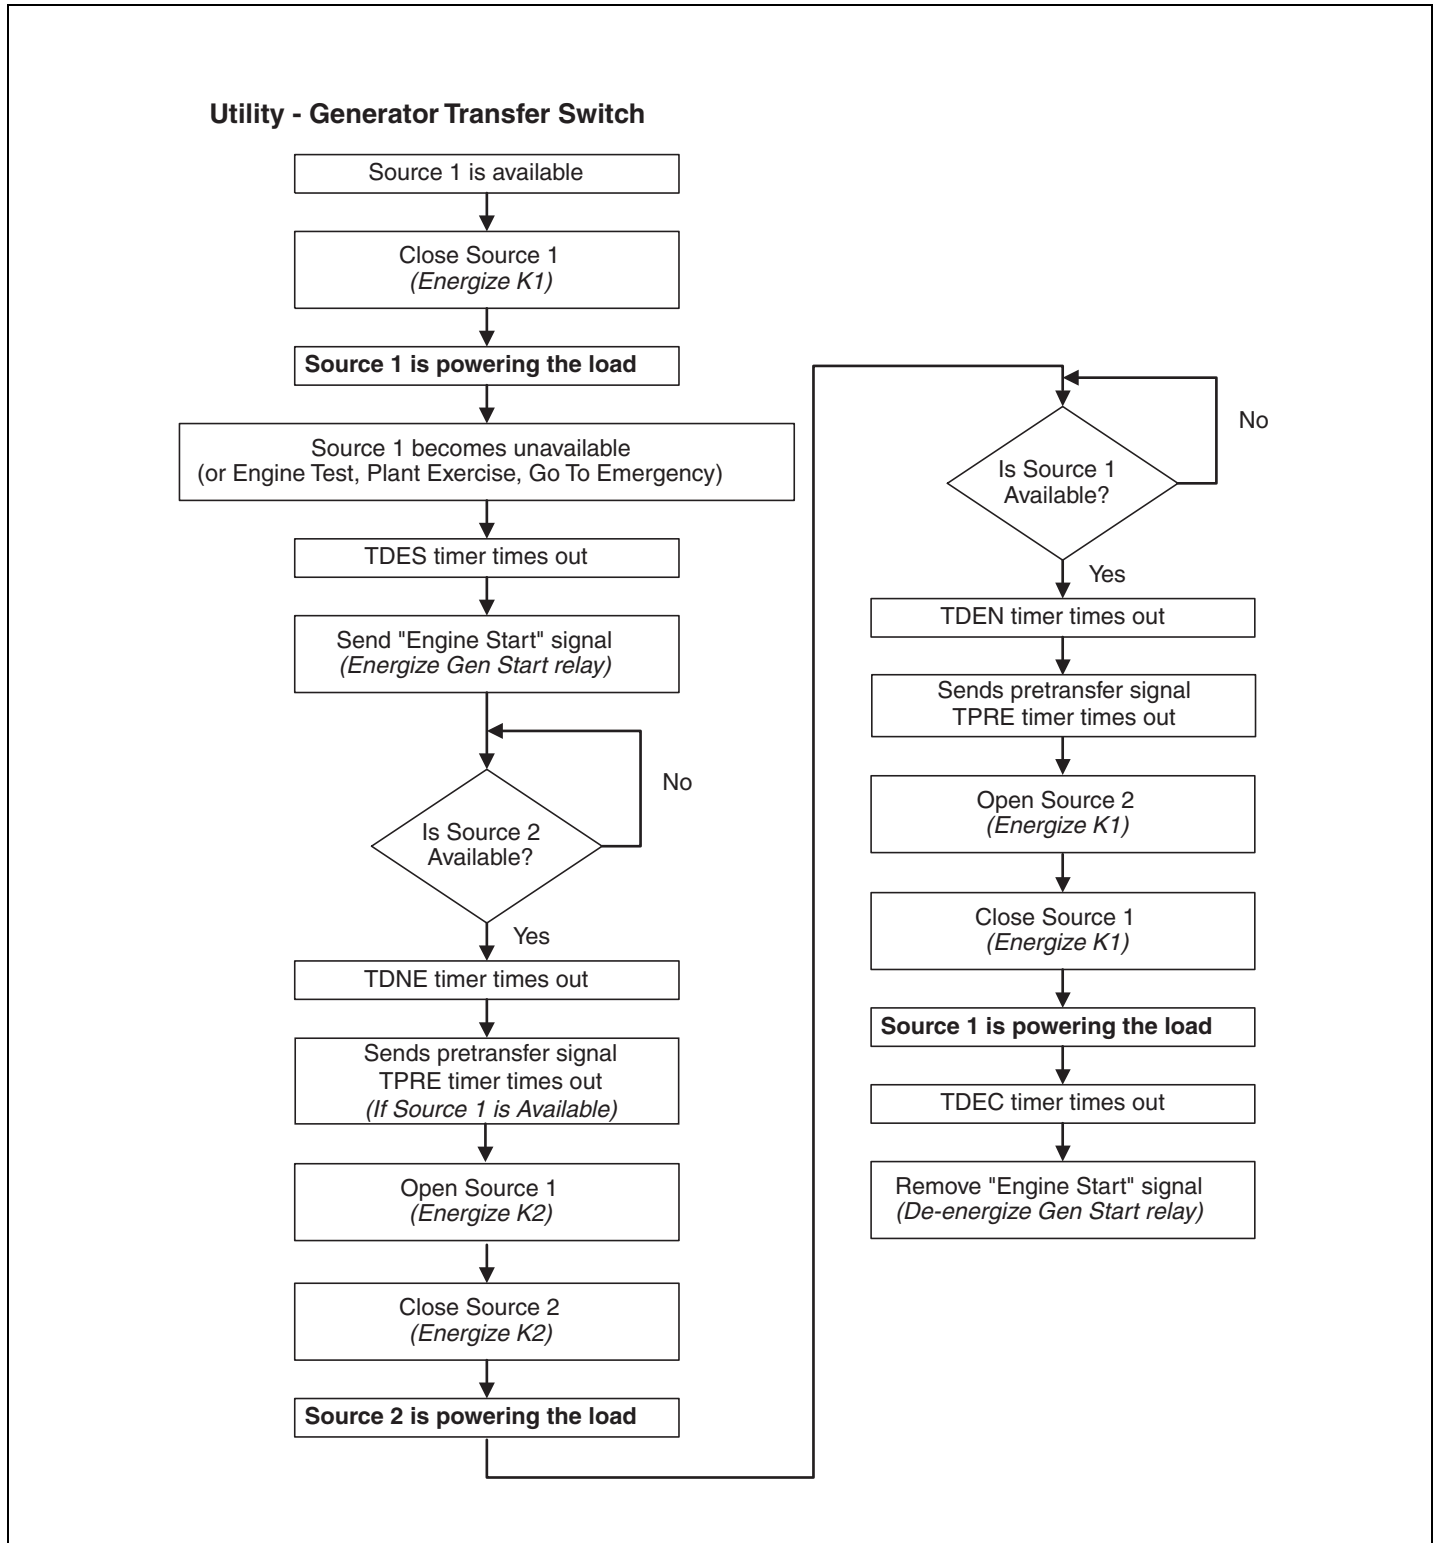 Utility - Generator Transfer Switch
Source 1 is available
Close Source 1
(Energize K1)
Source 1 is powering the load
Source 1 becomes unavailable
(or Engine Test, Plant Exercise, Go To Emergency)
TDES timer times out
Send "Engine Start" signal
(Energize Gen Start relay)
No
Is Source 2
Available?
Yes
TDNE timer times out
Sends pretransfer signal
TPRE timer times out
(If Source 1 is Available)
Open Source 1
(Energize K2)
Close Source 2
(Energize K2)
Source 2 is powering the load
No
Is Source 1
Available?
Yes
TDEN timer times out
Sends pretransfer signal
TPRE timer times out
Open Source 2
(Energize K1)
Close Source 1
(Energize K1)
Source 1 is powering the load
TDEC timer times out
Remove "Engine Start" signal
(De-energize Gen Start relay)